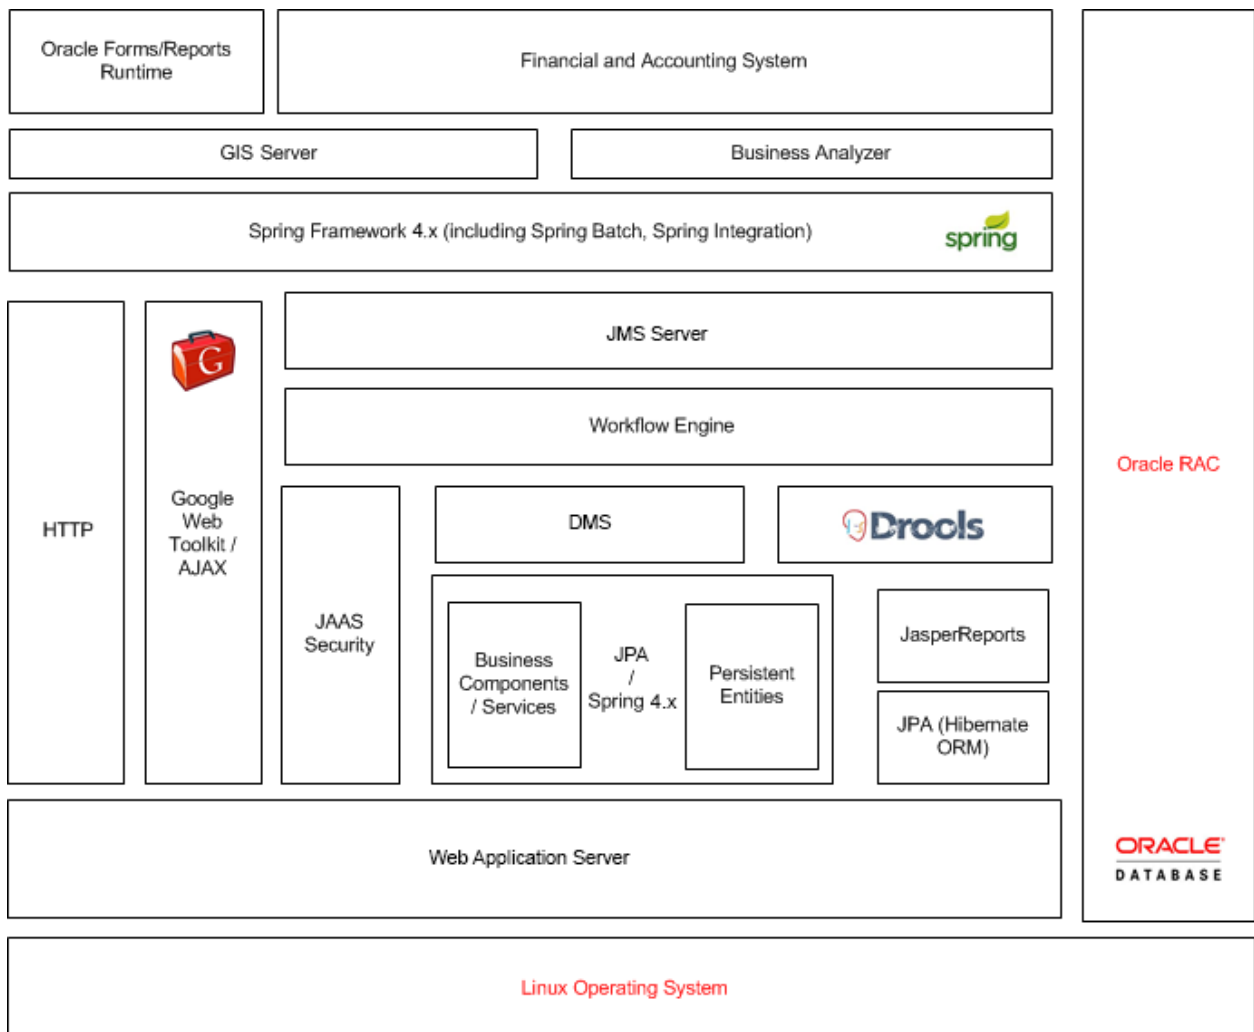 Oracle Forms/Reports
Runtime
Financial and Accounting System
GIS Server
Business Analyzer
Spring Framework 4.x (including Spring Batch, Spring Integration)
spring
JMS Server
G
Workflow Engine
Oracle RAC
HTTP
Google
Web
Toolkit /
AJAX
DMS
Drools
JAAS
Security
Business
Components
/ Services
JPA
/
Spring 4.x
Persistent
Entities
JasperReports
JPA (Hibernate
ORM)
Web Application Server
ORACLE
DATABASE
Linux Operating System